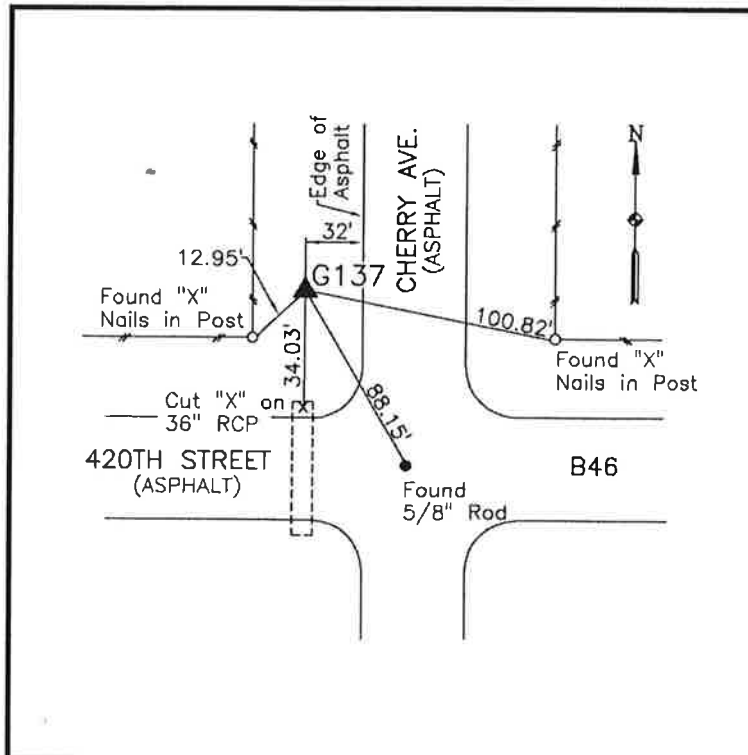 Edge of
Asphalt
CHERRY AVE.
(ASPHALT)
N
32'
12.95'
G137
Found "X"
Nails in Post
100.82'
34.03'
Found "X"
Nails in Post
88.15'
Cut "X" on
36" RCP
X
420TH STREET
(ASPHALT)
B46
Found
5/8" Rod